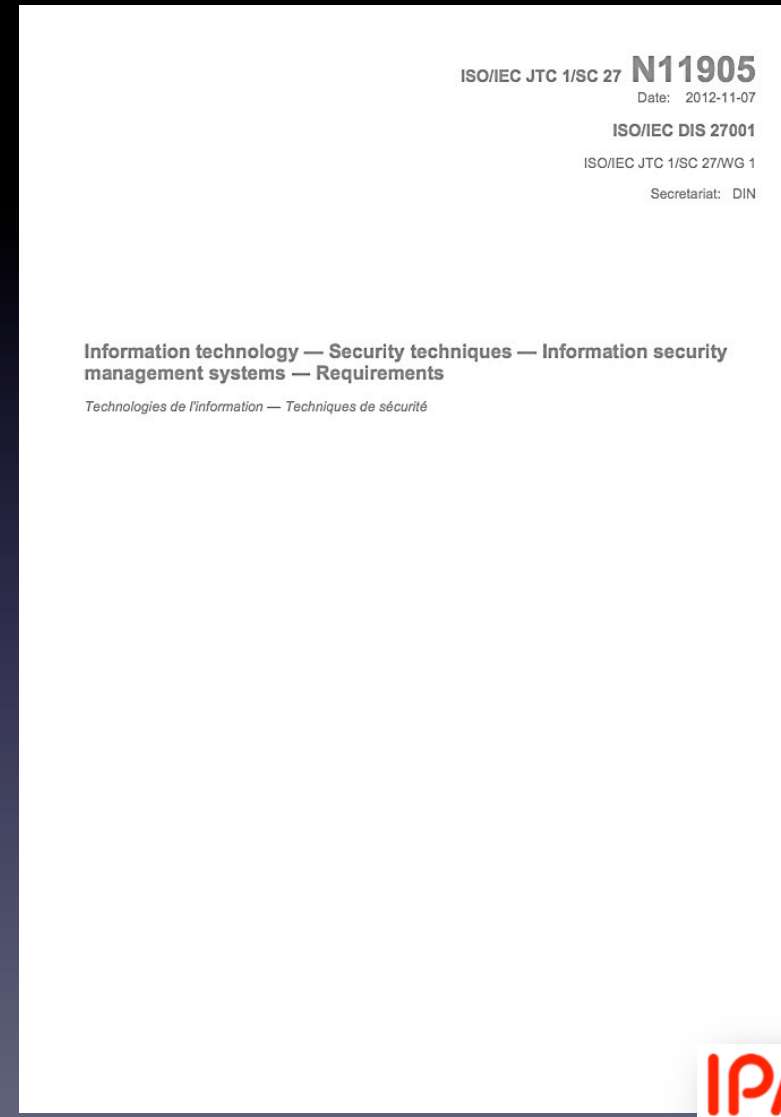 ISO/IEC JTC 1/SC 27 N11905
Date: 2012-11-07
ISO/IEC DIS 27001
ISO/IEC JTC 1/SC 27/WG 1
Secretariat: DIN
Information technology — Security techniques — Information security
management systems — Requirements
Technologies de l'information — Techniques de sécurité